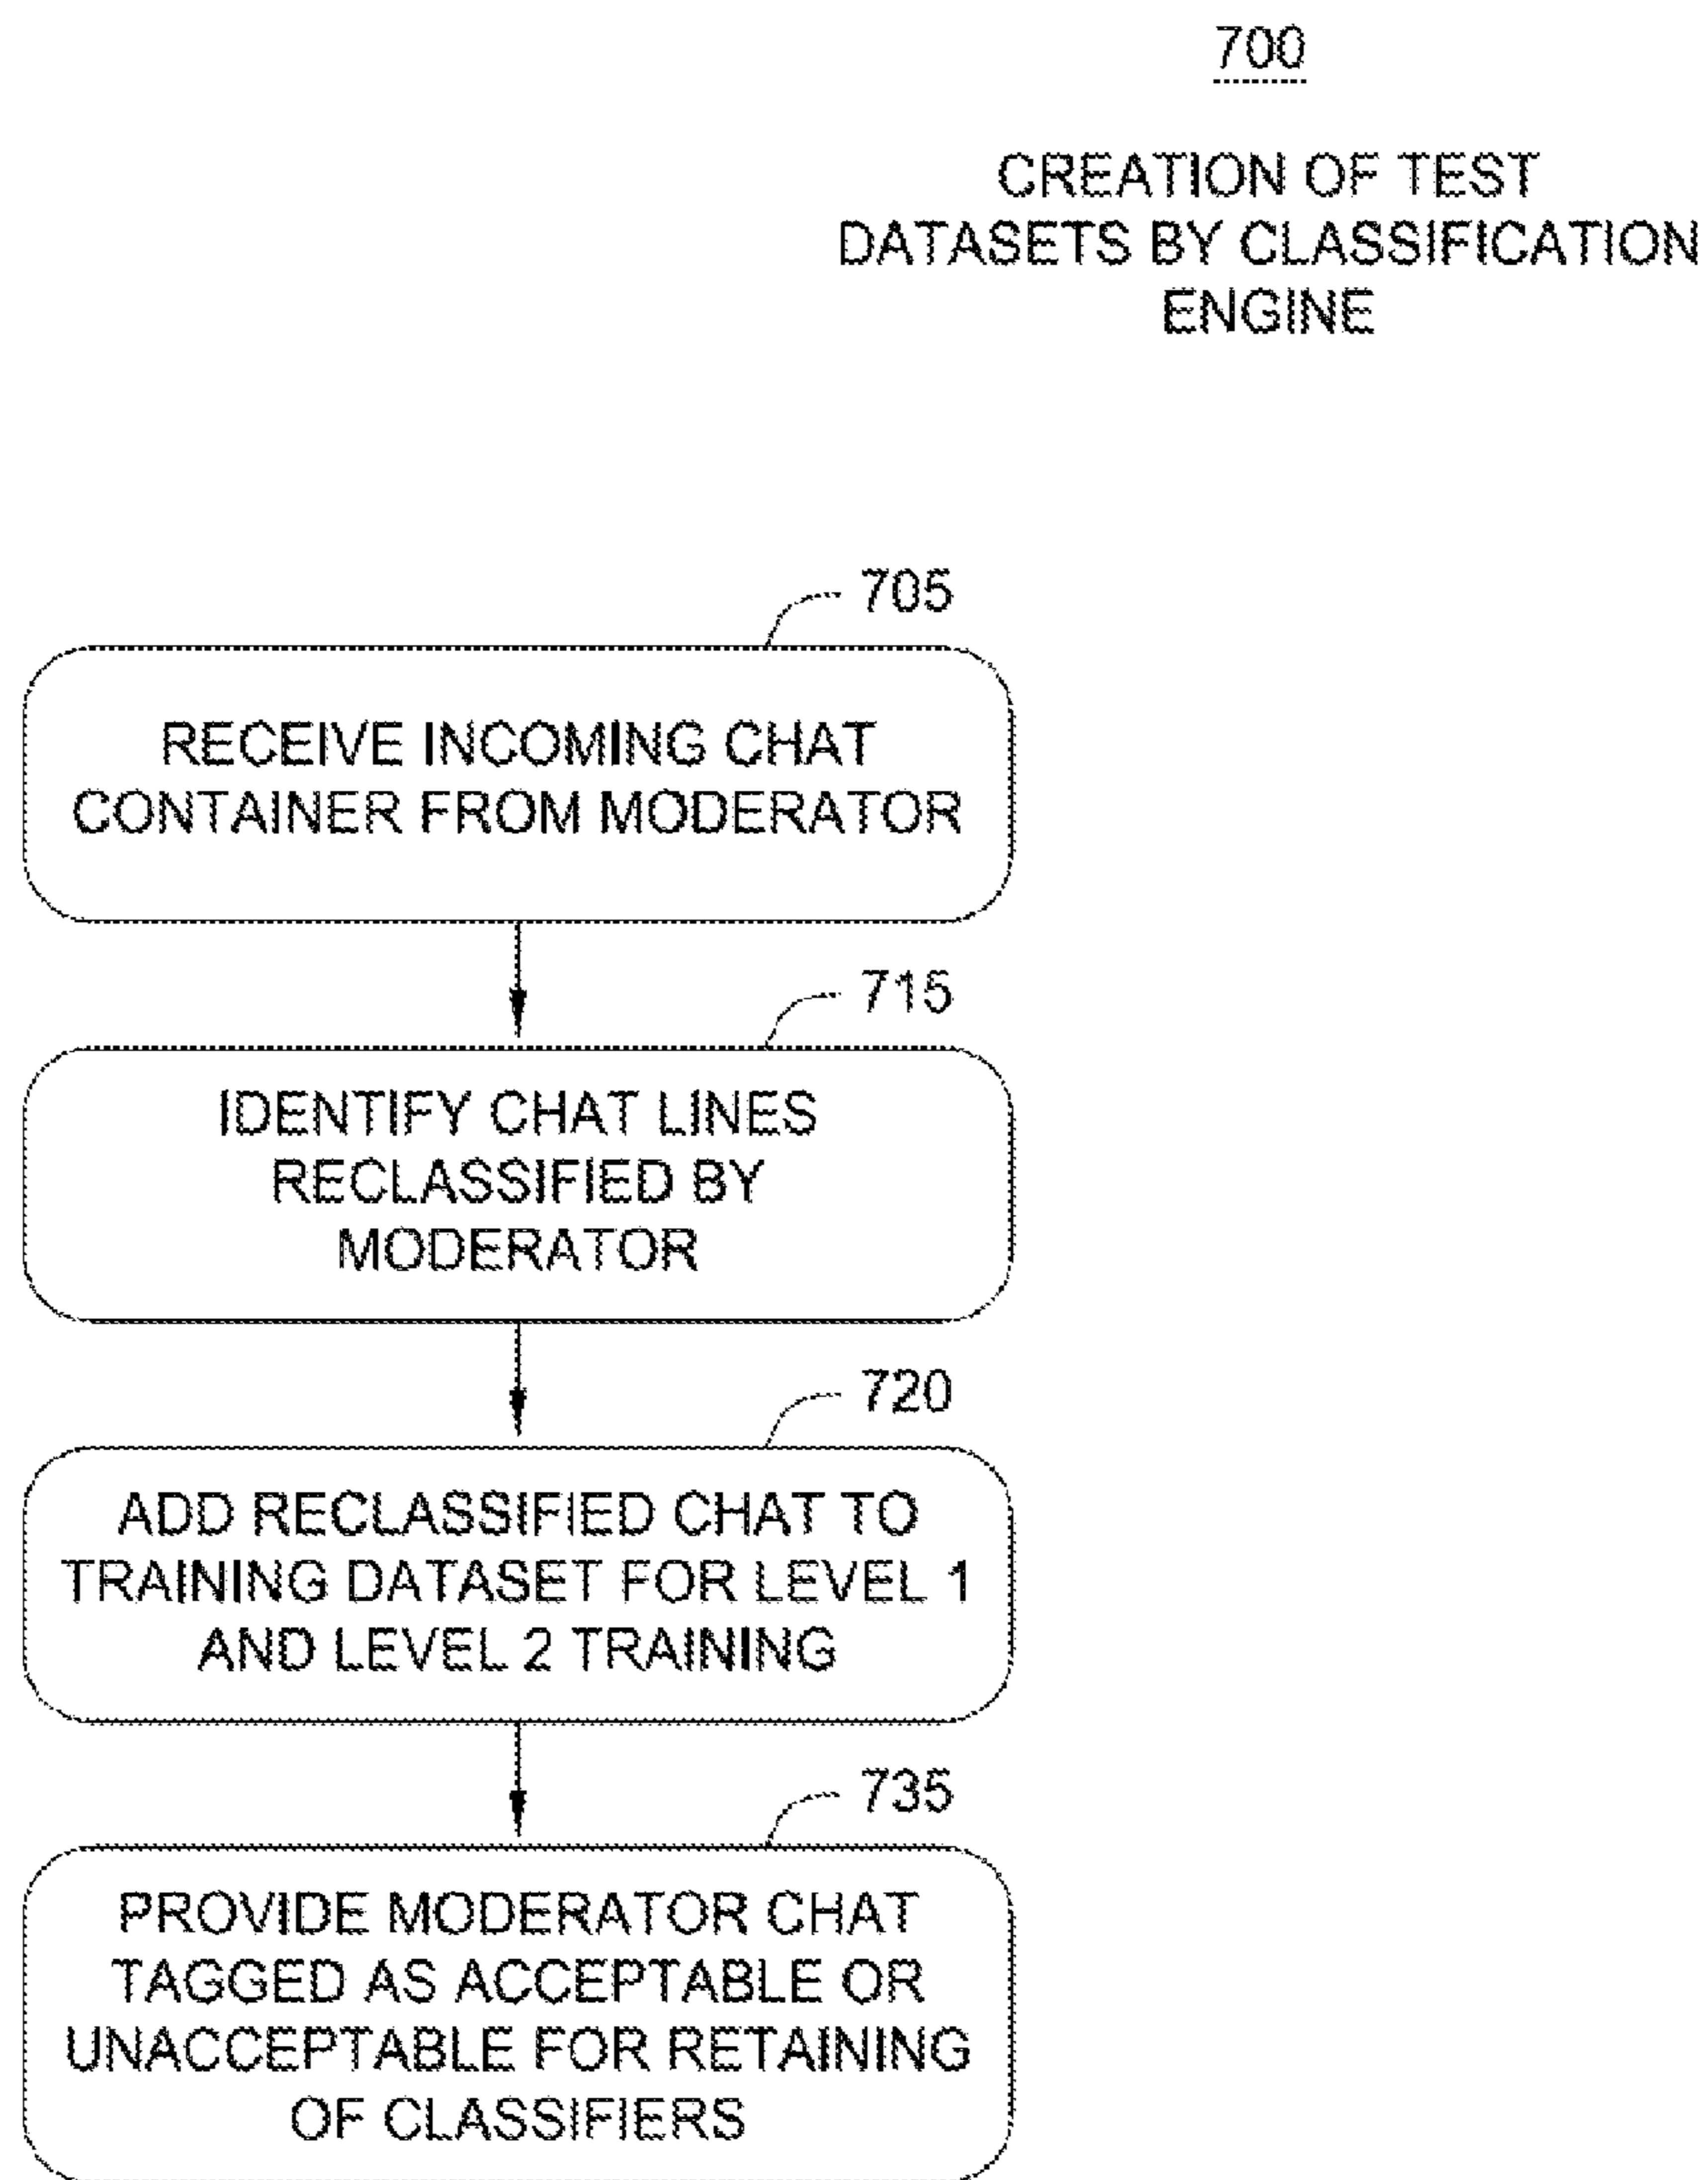 700
CREATION OF TEST
DATASETS BY CLASSIFICATION
ENGINE
705
RECEIVE INCOMING CHAT
CONTAINER FROM MODERATOR
715
IDENTIFY CHAT LINES
RECLASSIFIED BY
MODERATOR
720
ADD RECLASSIFIED CHAT TO
TRAINING DATASET FOR LEVEL 1
AND LEVEL 2 TRAINING
735
PROVIDE MODERATOR CHAT
TAGGED AS ACCEPTABLE OR
UNACCEPTABLE FOR RETAINING
OF CLASSIFIERS